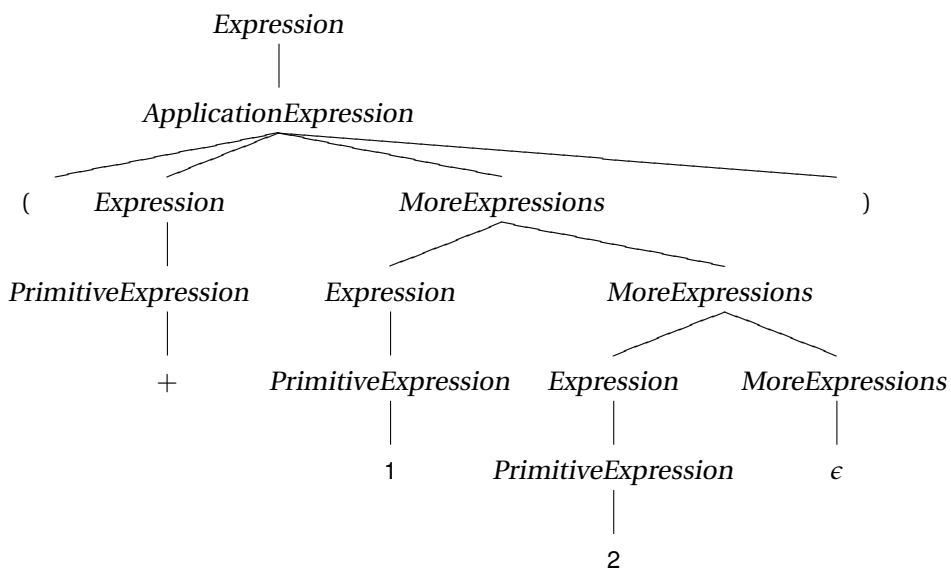 Expression
ApplicationExpression
( Expression MoreExpressions )
PrimitiveExpression Expression MoreExpressions
+ PrimitiveExpression Expression MoreExpressions
1 PrimitiveExpression ϵ
2